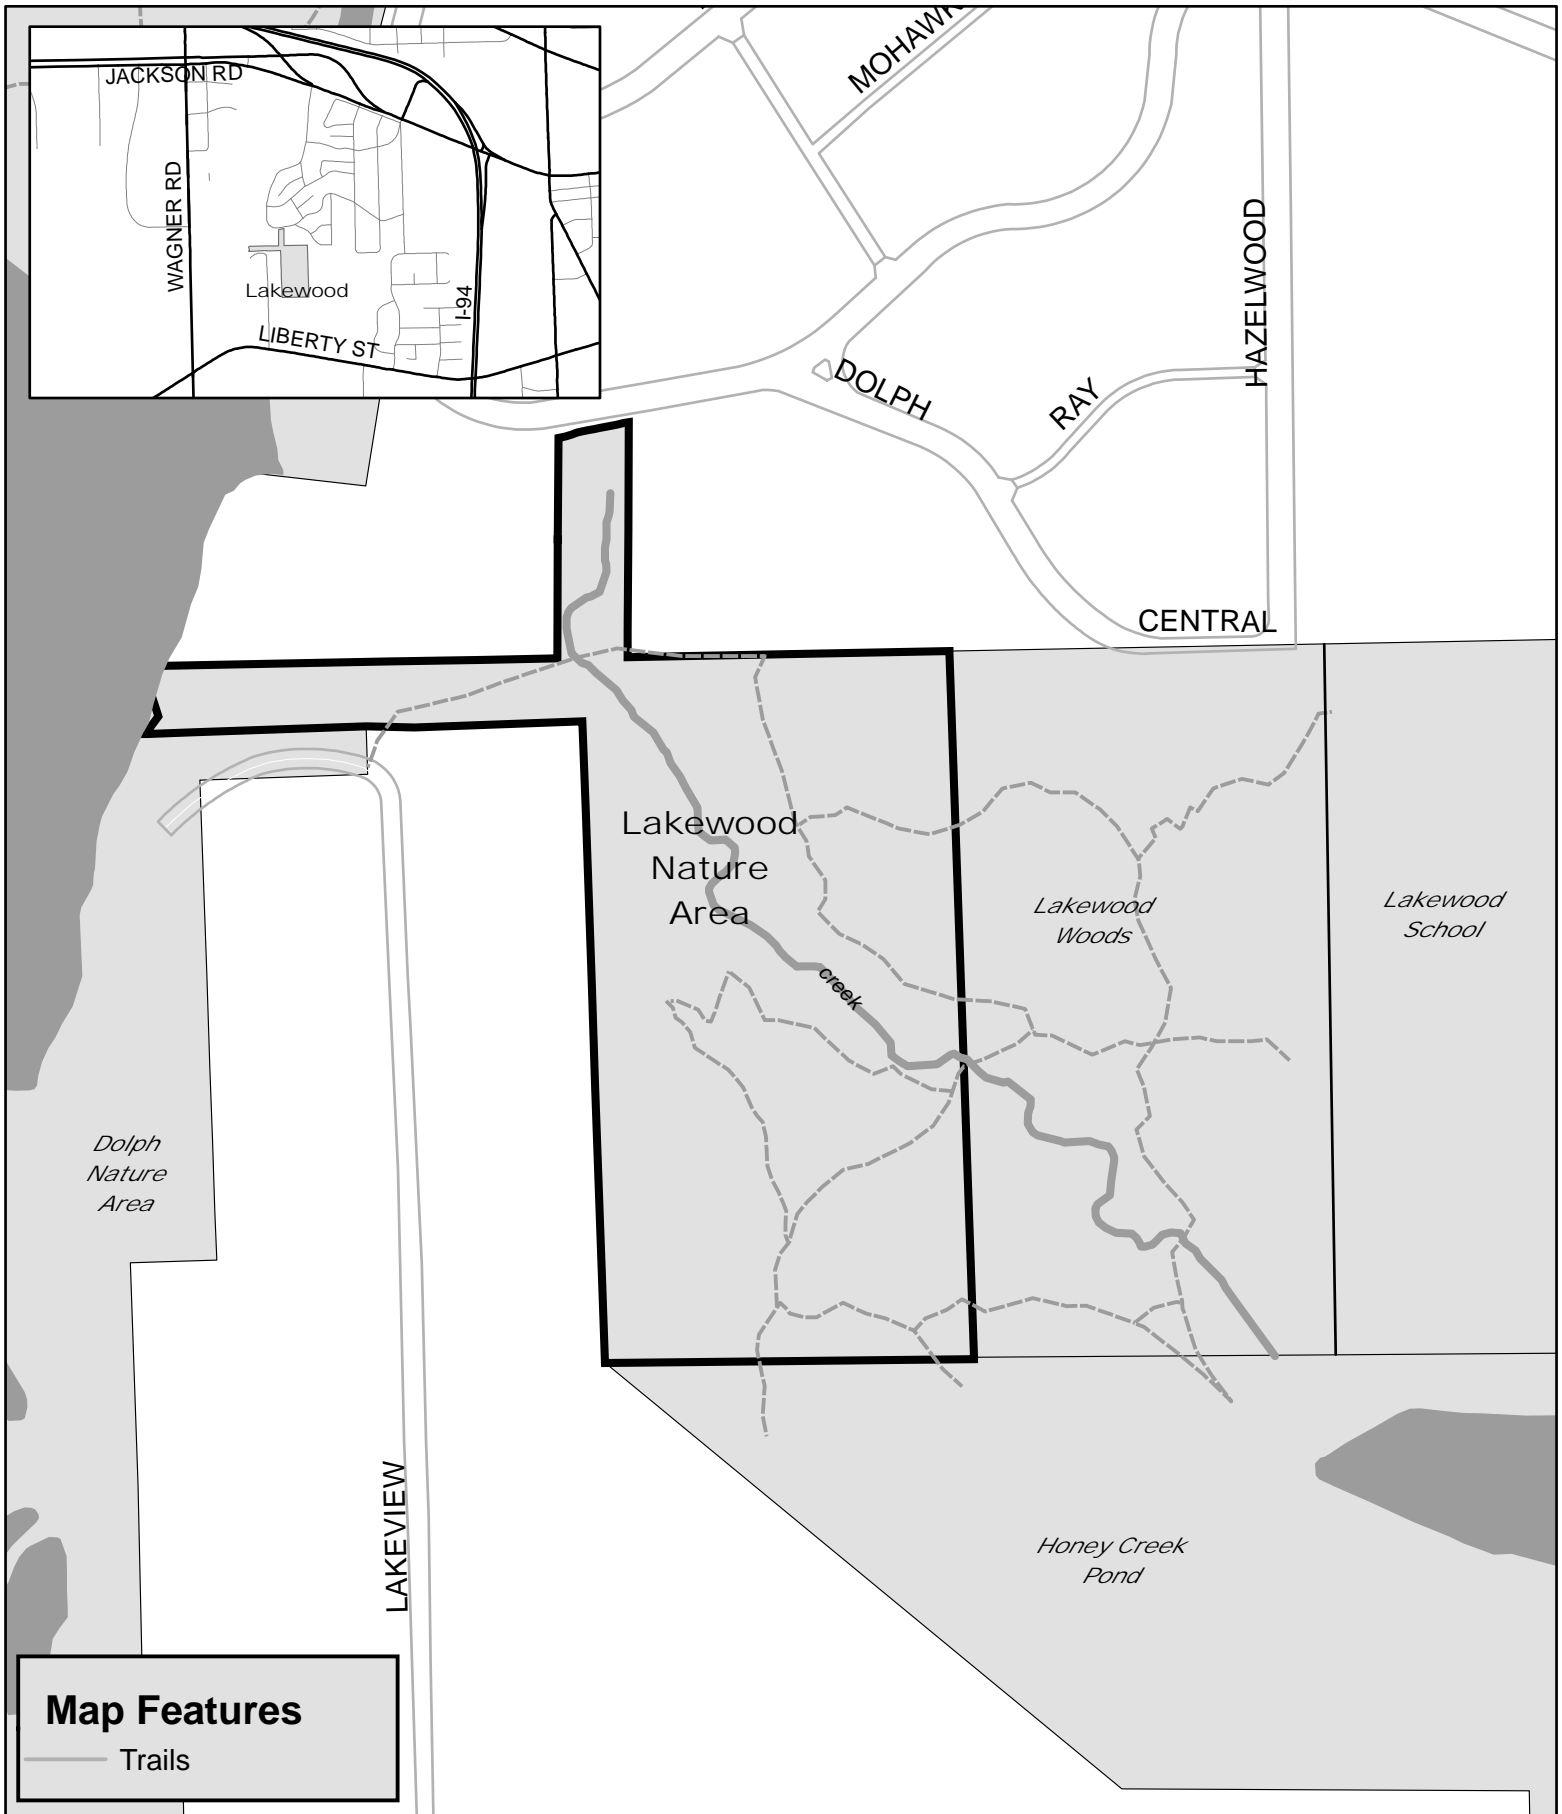 JACKSON RD
WAGNER RD
Lakewood
I-94
LIBERTY ST
MOHAWK
HAZELWOOD
DOLPH
RAY
CENTRAL
Lakewood
Nature
Area
creek
Lakewood
Woods
Lakewood
School
Dolph
Nature
Area
LAKEVIEW
Honey Creek
Pond
Map Features
Trails